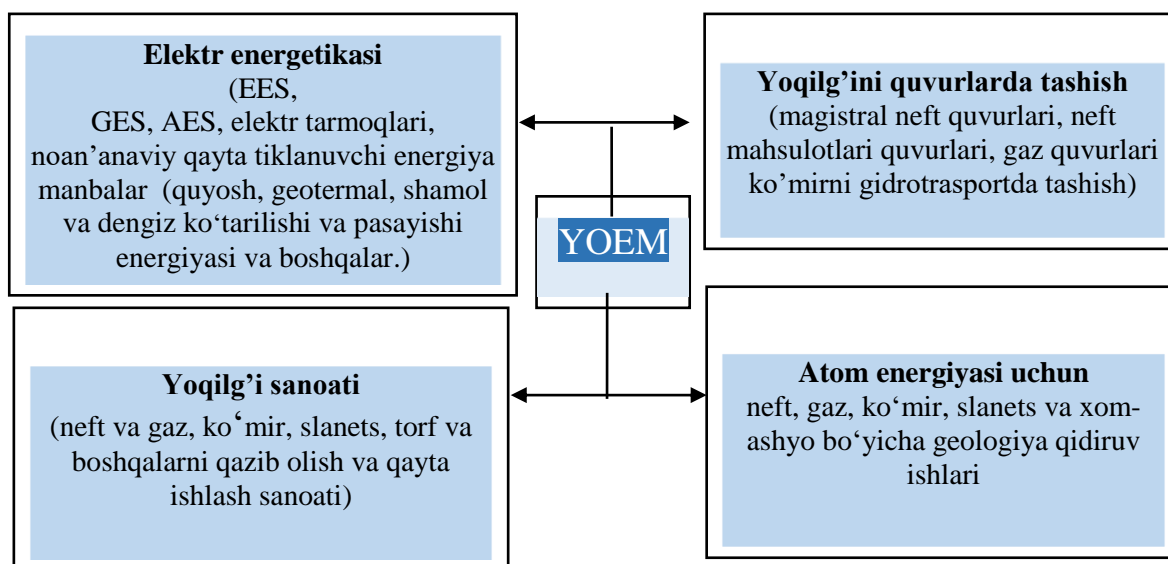 Elektr energetikasi
(EES,
GES, AES, elektr tarmoqlari,
noan’anaviy qayta tiklanuvchi energiya
manbalar (quyosh, geotermal, shamol
va dengiz ko‘tarilishi va pasayishi
energiyasi va boshqalar.)
Yoqilg’ini quvurlarda tashish
(magistral neft quvurlari, neft
mahsulotlari quvurlari, gaz quvurlari
ko’mirni gidrotrasportda tashish)
YOEM
Yoqilg’i sanoati
(neft va gaz, ko‘mir, slanets, torf va
boshqalarni qazib olish va qayta
ishlash sanoati)
Atom energiyasi uchun
neft, gaz, ko‘mir, slanets va xom-
ashyo bo‘yicha geologiya qidiruv
ishlari